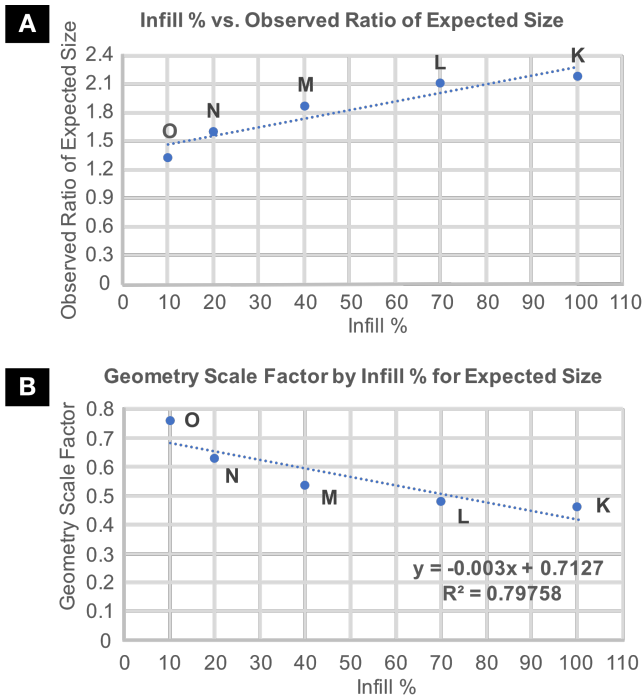 A
Infill % vs. Observed Ratio of Expected Size
Observed Ratio of Expected Size
2.4
2.1
1.8
1.5
1.2
0.9
0.6
0.3
0
O
N
M
L
K
0 10 20 30 40 50 60 70 80 90 100 110
Infill %
B
Geometry Scale Factor by Infill % for Expected Size
Geometry Scale Factor
0.8
0.7
0.6
0.5
0.4
0.3
0.2
0.1
0
O
N
M
L
K
y = -0.003x + 0.7127
R² = 0.79758
0 10 20 30 40 50 60 70 80 90 100 110
Infill %